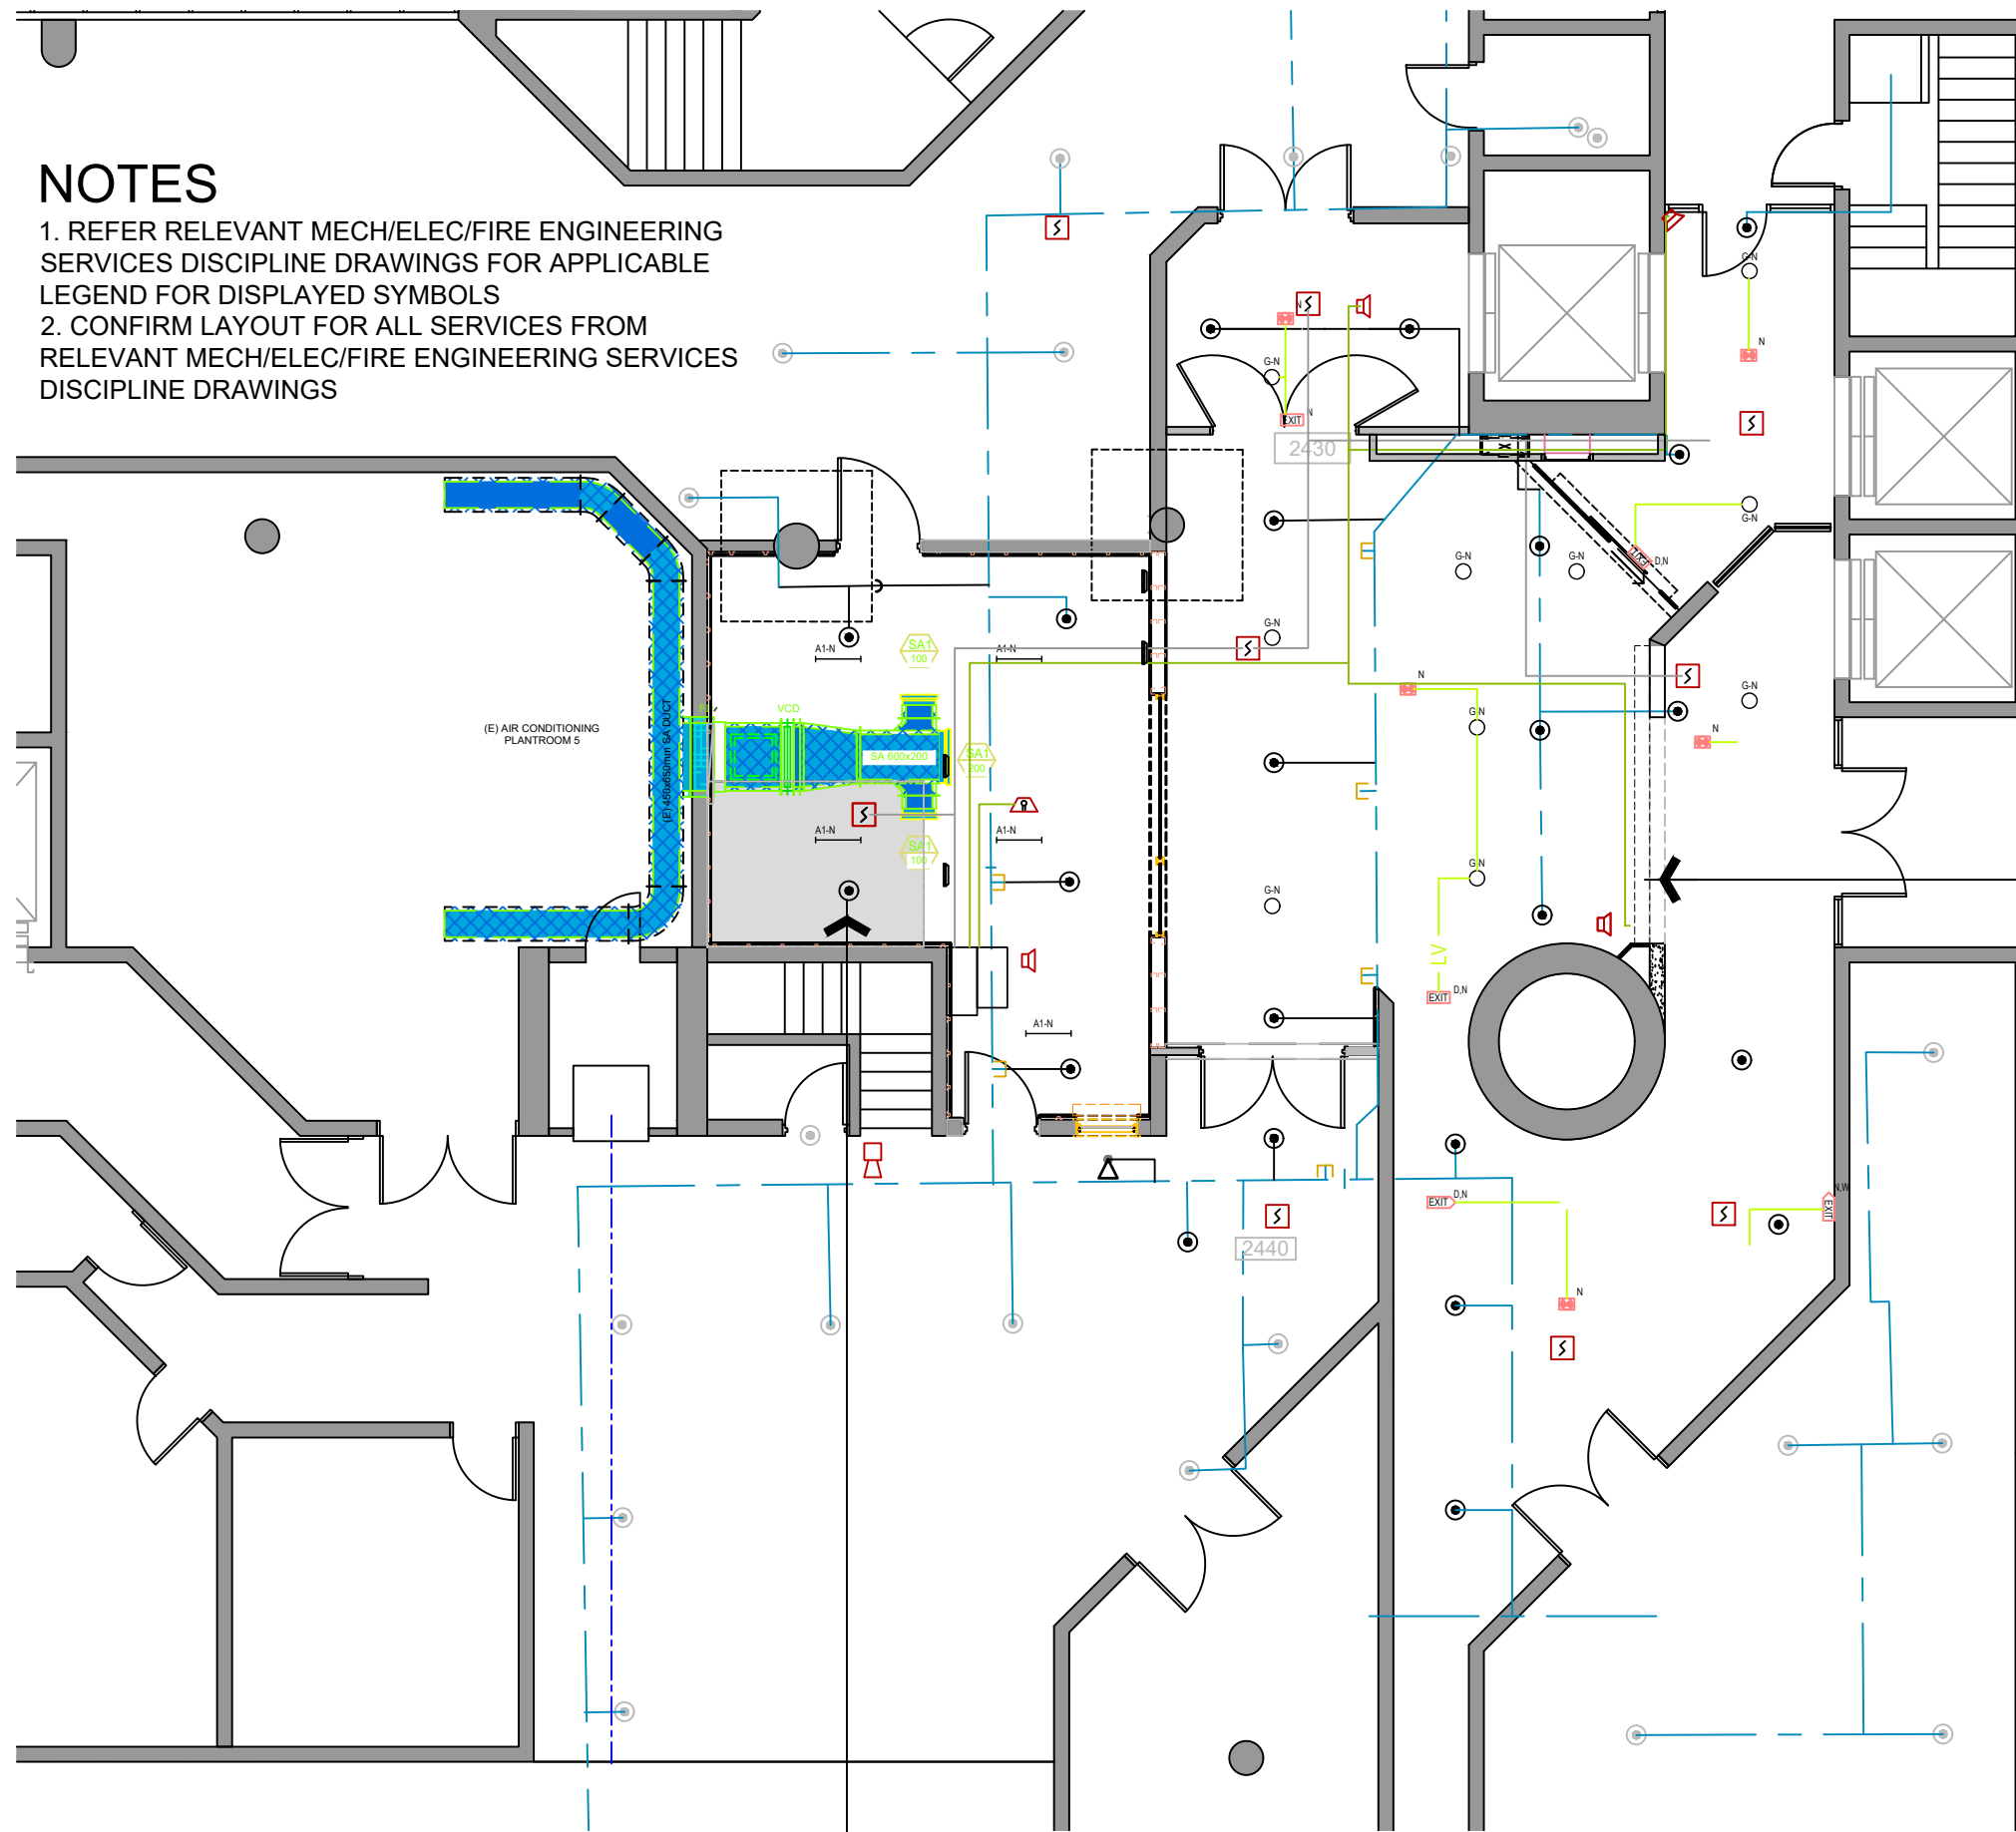 NOTES
1. REFER RELEVANT MECH/ELEC/FIRE ENGINEERING
SERVICES DISCIPLINE DRAWINGS FOR APPLICABLE
LEGEND FOR DISPLAYED SYMBOLS
2. CONFIRM LAYOUT FOR ALL SERVICES FROM
RELEVANT MECH/ELEC/FIRE ENGINEERING SERVICES
DISCIPLINE DRAWINGS
G-N
N
N
G-N
EXIT
N
2430
G-N
G-N
G-N
D,N
G-N
A1-N
SA1
100
A1-N
N
G-N
G-N
N
(E) AIR CONDITIONING
PLANTROOM 5
(E) 450x650mm SA DUCT
VCD
SA 600x200
SA1
200
A1-N
SA1
100
A1-N
G-N
G-N
LV
EXIT
D,N
A1-N
EXIT
D,N
EXIT
N,W
2440
N